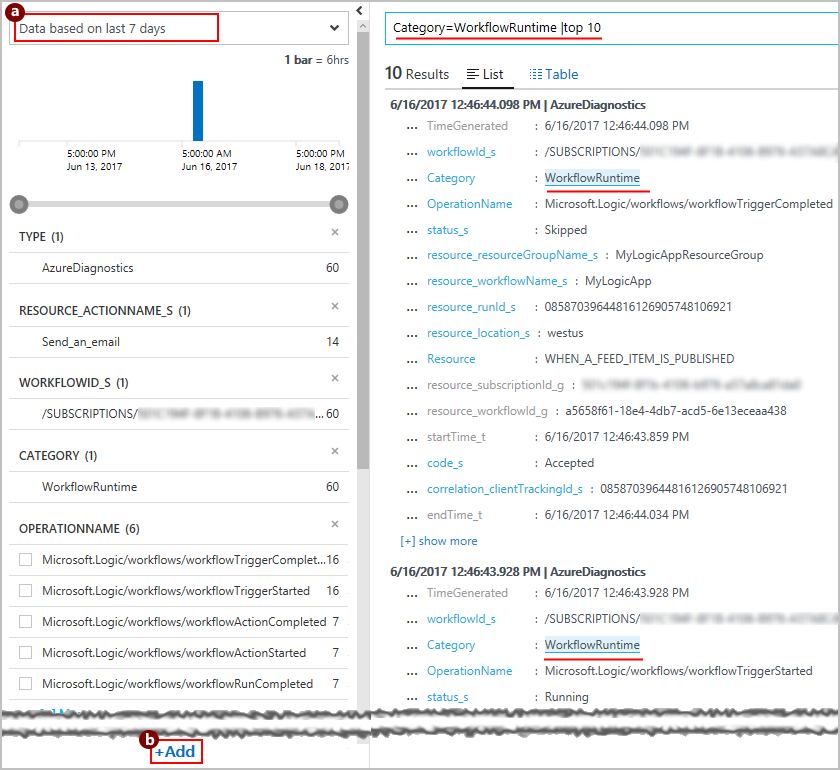 a
Data based on last 7 days
1 bar = 6hrs
5:00:00 PM
Jun 13, 2017
5:00:00 AM
Jun 16, 2017
5:00:00 PM
Jun 18, 2017
TYPE (1)
AzureDiagnostics 60
RESOURCE_ACTIONNAME_S (1)
Send_an_email 14
WORKFLOWID_S (1)
/SUBSCRIPTIONS/ ... 60
CATEGORY (1)
WorkflowRuntime 60
OPERATIONNAME (6)
Microsoft.Logic/workflows/workflowTriggerComplet... 16
Microsoft.Logic/workflows/workflowTriggerStarted 16
Microsoft.Logic/workflows/workflowActionCompleted 7
Microsoft.Logic/workflows/workflowActionStarted 7
Microsoft.Logic/workflows/workflowRunCompleted 7
b
+Add
Category=WorkflowRuntime |top 10
10 Results List Table
6/16/2017 12:46:44.098 PM | AzureDiagnostics
... TimeGenerated : 6/16/2017 12:46:44.098 PM
... workflowId_s : /SUBSCRIPTIONS/
... Category : WorkflowRuntime
... OperationName : Microsoft.Logic/workflows/workflowTriggerCompleted
... status_s : Skipped
... resource_resourceGroupName_s : MyLogicAppResourceGroup
... resource_workflowName_s : MyLogicApp
... resource_runId_s : 08587039644816126905748106921
... resource_location_s : westus
... Resource : WHEN_A_FEED_ITEM_IS_PUBLISHED
... resource_subscriptionId_g :
... resource_workflowId_g : a5658f61-18e4-4db7-acd5-6e13eceaa438
... startTime_t : 6/16/2017 12:46:43.859 PM
... code_s : Accepted
... correlation_clientTrackingId_s : 08587039644816126905748106921
... endTime_t : 6/16/2017 12:46:44.034 PM
[+] show more
6/16/2017 12:46:43.928 PM | AzureDiagnostics
... TimeGenerated : 6/16/2017 12:46:43.928 PM
... workflowId_s : /SUBSCRIPTIONS/
... Category : WorkflowRuntime
... OperationName : Microsoft.Logic/workflows/workflowTriggerStarted
... status_s : Running